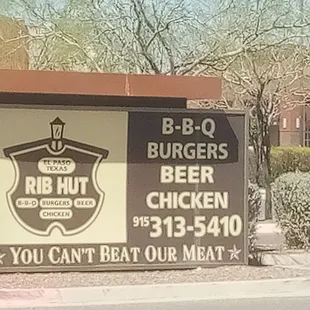 EL PASO
TEXAS
RIB HUT
B-B-Q BURGERS BEER
CHICKEN
B-B-Q
BURGERS
BEER
CHICKEN
915 313-5410
YOU CAN'T BEAT OUR MEAT